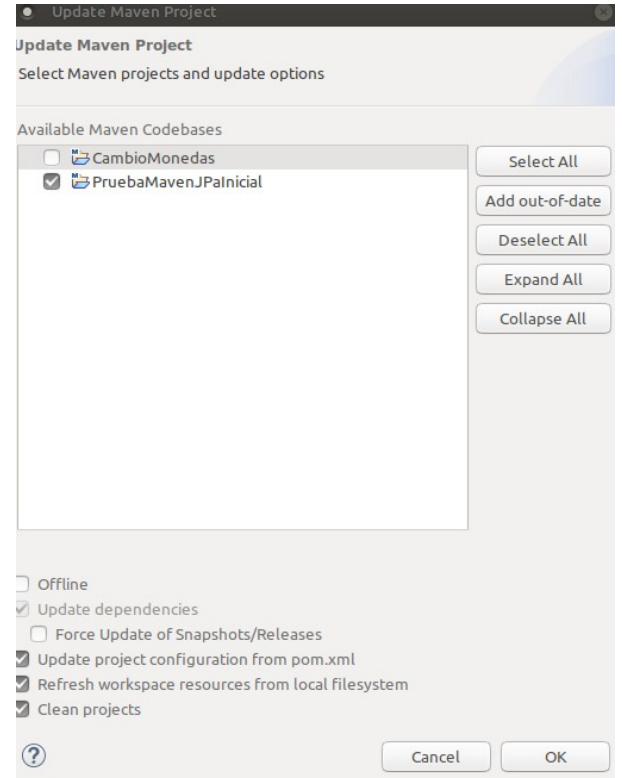 Update Maven Project
Update Maven Project
Select Maven projects and update options
Available Maven Codebases
CambioMonedas
PruebaMavenJPaInicial
Select All
Add out-of-date
Deselect All
Expand All
Collapse All
Offline
Update dependencies
Force Update of Snapshots/Releases
Update project configuration from pom.xml
Refresh workspace resources from local filesystem
Clean projects
?
Cancel
OK